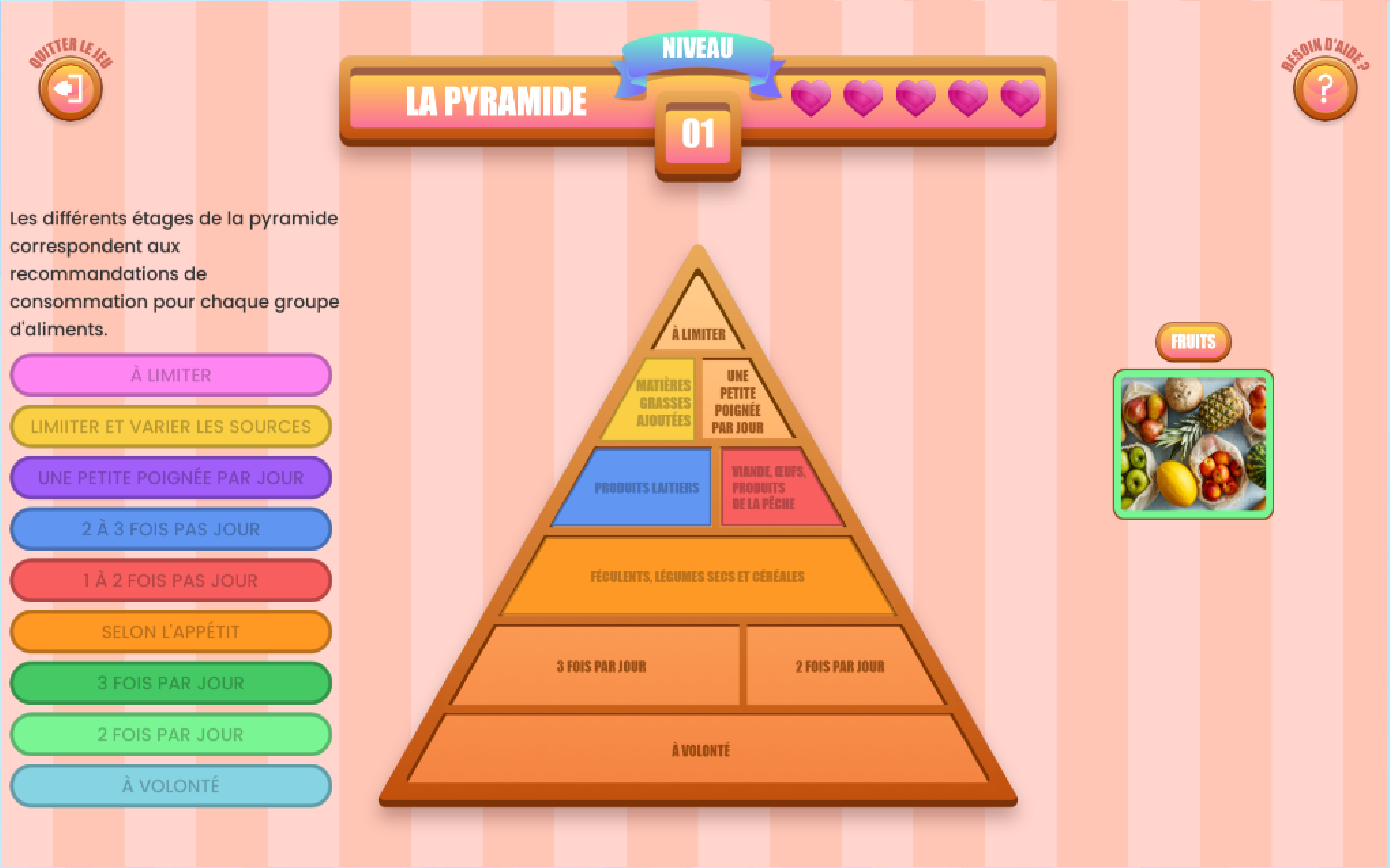 QUITTER LE JEU
NIVEAU
LA PYRAMIDE
01
BESOIN D'AIDE ?
Les différents étages de la pyramide
correspondent aux
recommandations de
consommation pour chaque groupe
d'aliments.
À LIMITER
LIMIITER ET VARIER LES SOURCES
UNE PETITE POIGNÉE PAR JOUR
2 À 3 FOIS PAS JOUR
1 À 2 FOIS PAS JOUR
SELON L'APPÉTIT
3 FOIS PAR JOUR
2 FOIS PAR JOUR
À VOLONTÉ
À LIMITER
MATIÈRES
GRASSES
AJOUTÉES
UNE
PETITE
POIGNÉE
PAR JOUR
PRODUITS LAITIERS
VIANDE, ŒUFS,
PRODUITS
DE LA PÊCHE
FÉCULENTS, LÉGUMES SECS ET CÉRÉALES
3 FOIS PAR JOUR
2 FOIS PAR JOUR
À VOLONTÉ
FRUITS